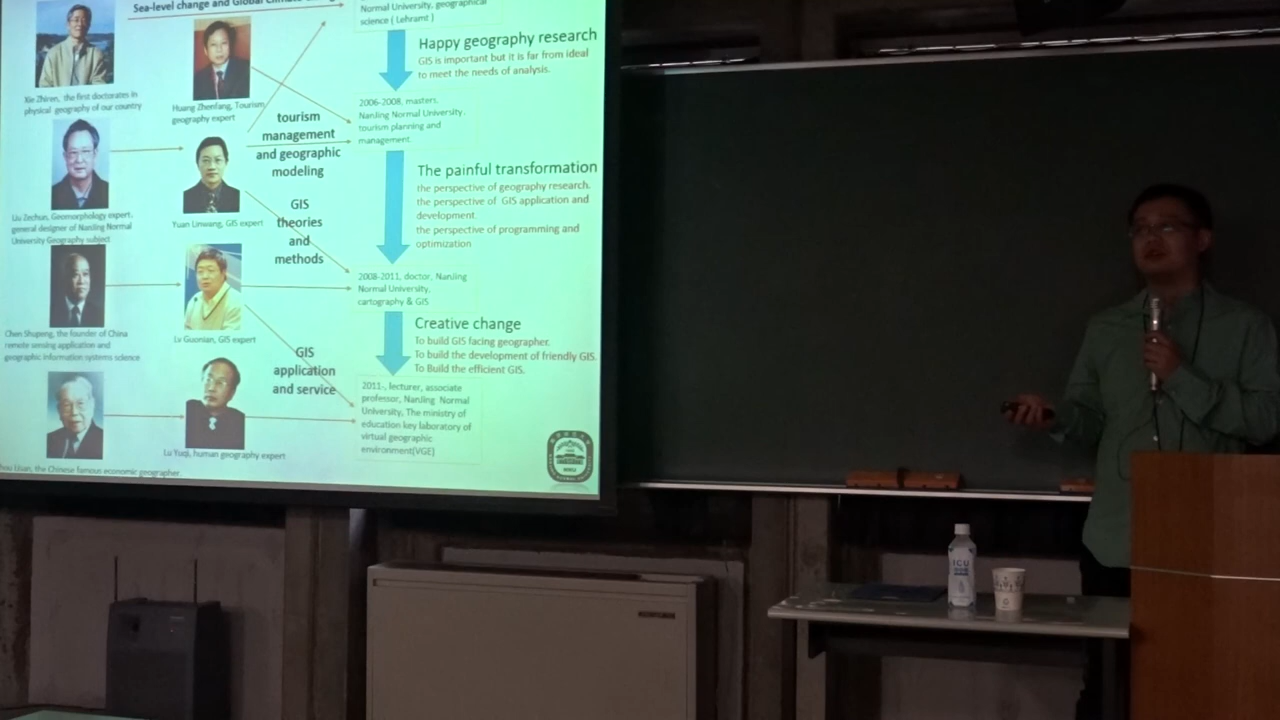 Sea-level change and Global Climate
Normal University, geographical
science ( Lehramt )
Happy geography research
GIS is important but it is far from ideal
to meet the needs of analysis.
Xie Zhiren, the first doctorates in
physical geography of our country
Huang Zhenfang, Tourism
geography expert
tourism
management
and geographic
modeling
2006-2008, masters,
NanJing Normal University,
tourism planning and
management
The painful transformation
the perspective of geography research.
the perspective of GIS application and
development.
the perspective of programming and
optimization
Liu Zechun, Geomorphology expert,
general designer of NanJing Normal
University Geography subject
Yuan Linwang, GIS expert
GIS
theories
and
methods
2008-2011, doctor, NanJing
Normal University,
cartography & GIS
Creative change
To build GIS facing geographer.
To build the development of friendly GIS.
To Build the efficient GIS.
Chen Shupeng, the founder of China
remote sensing application and
geographic information systems science
Lv Guonian, GIS expert
GIS
application
and service
2011-, lecturer, associate
professor, NanJing Normal
University, The ministry of
education key laboratory of
virtual geographic
environment(VGE)
Lu Yuqi, human geography expert
Lisan, the Chinese famous economic geographer
ICU